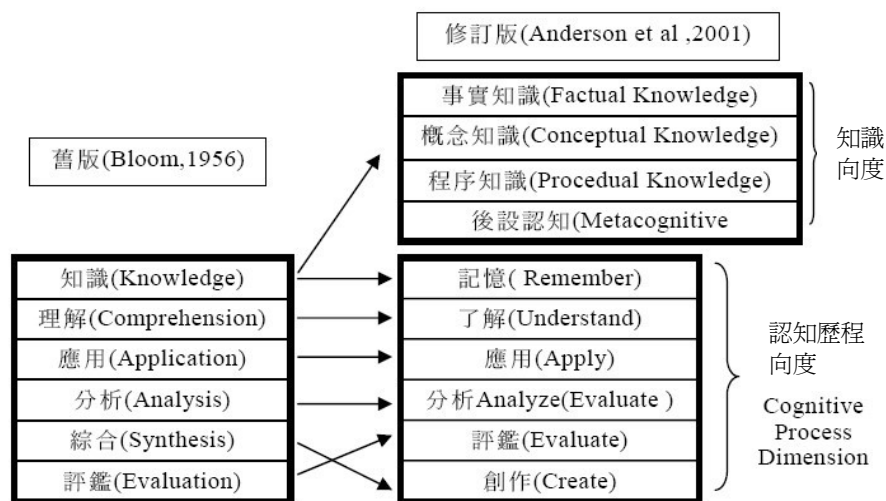 修訂版(Anderson et al ,2001)
事實知識(Factual Knowledge)
概念知識(Conceptual Knowledge)
程序知識(Procedual Knowledge)
後設認知(Metacognitive
知識
向度
舊版(Bloom,1956)
知識(Knowledge)
理解(Comprehension)
應用(Application)
分析(Analysis)
綜合(Synthesis)
評鑑(Evaluation)
記憶( Remember)
了解(Understand)
應用(Apply)
分析Analyze(Evaluate )
評鑑(Evaluate)
創作(Create)
認知歷程
向度
Cognitive
Process
Dimension